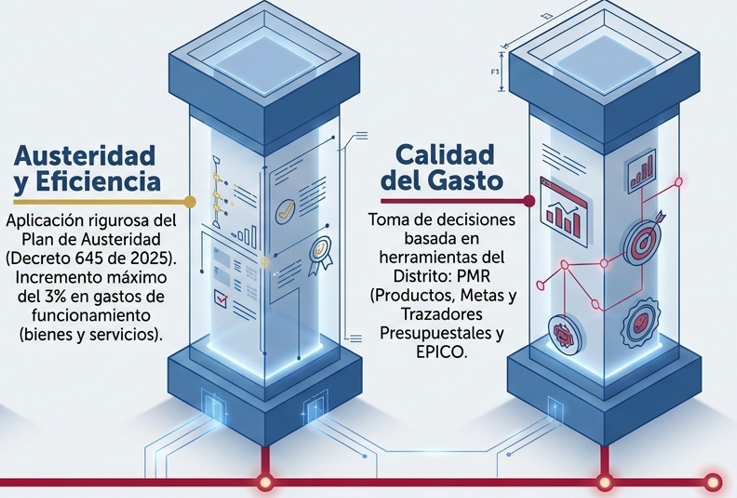 Austeridad
y Eficiencia
Aplicación rigurosa del
Plan de Austeridad
(Decreto 645 de 2025).
Incremento máximo
del 3% en gastos de
funcionamiento
(bienes y servicios).
Calidad
del Gasto
Toma de decisiones
basada en
herramientas del
Distrito: PMR
(Productos, Metas y
Trazadores
Presupuestales y
EPICO.
F3